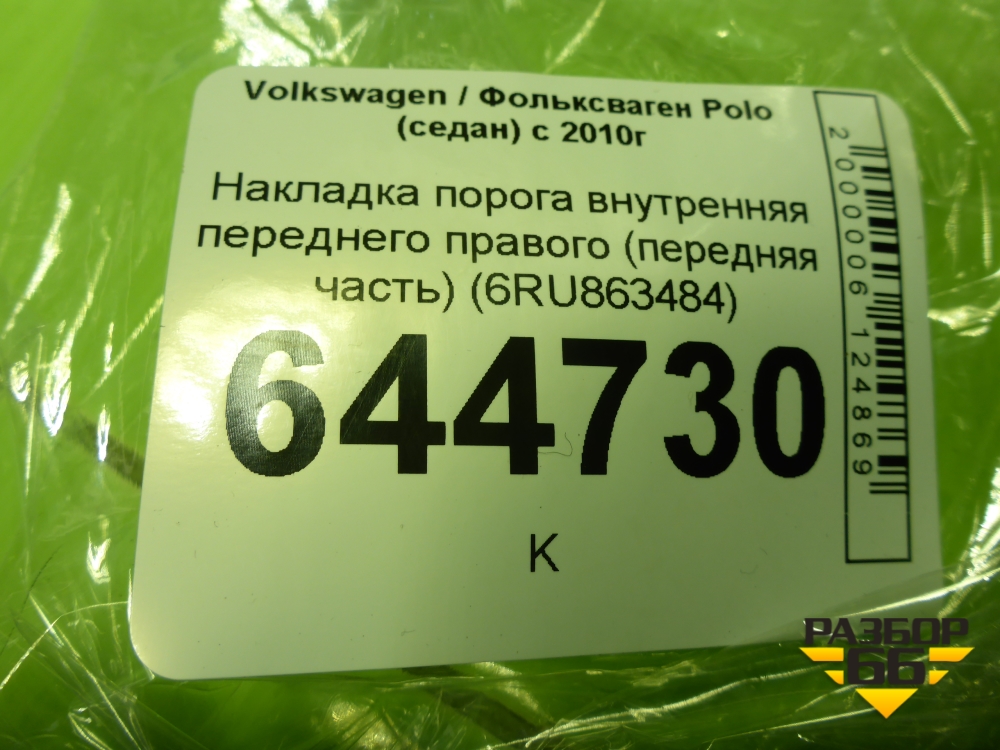 Volkswagen / Фольксваген Polo
(седан) с 2010г
Накладка порога внутренняя
переднего правого (передняя
часть) (6RU863484)
644730
К
2000006124869
РАЗБОР
66